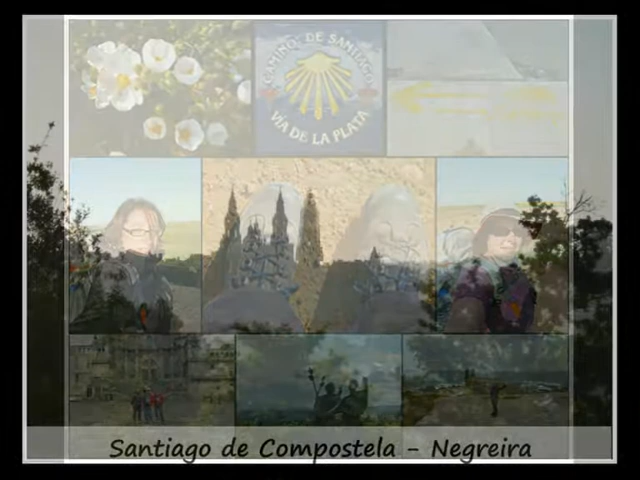 CAMINO DE SANTIAGO
VÍA DE LA PLATA
Santiago de Compostela - Negreira